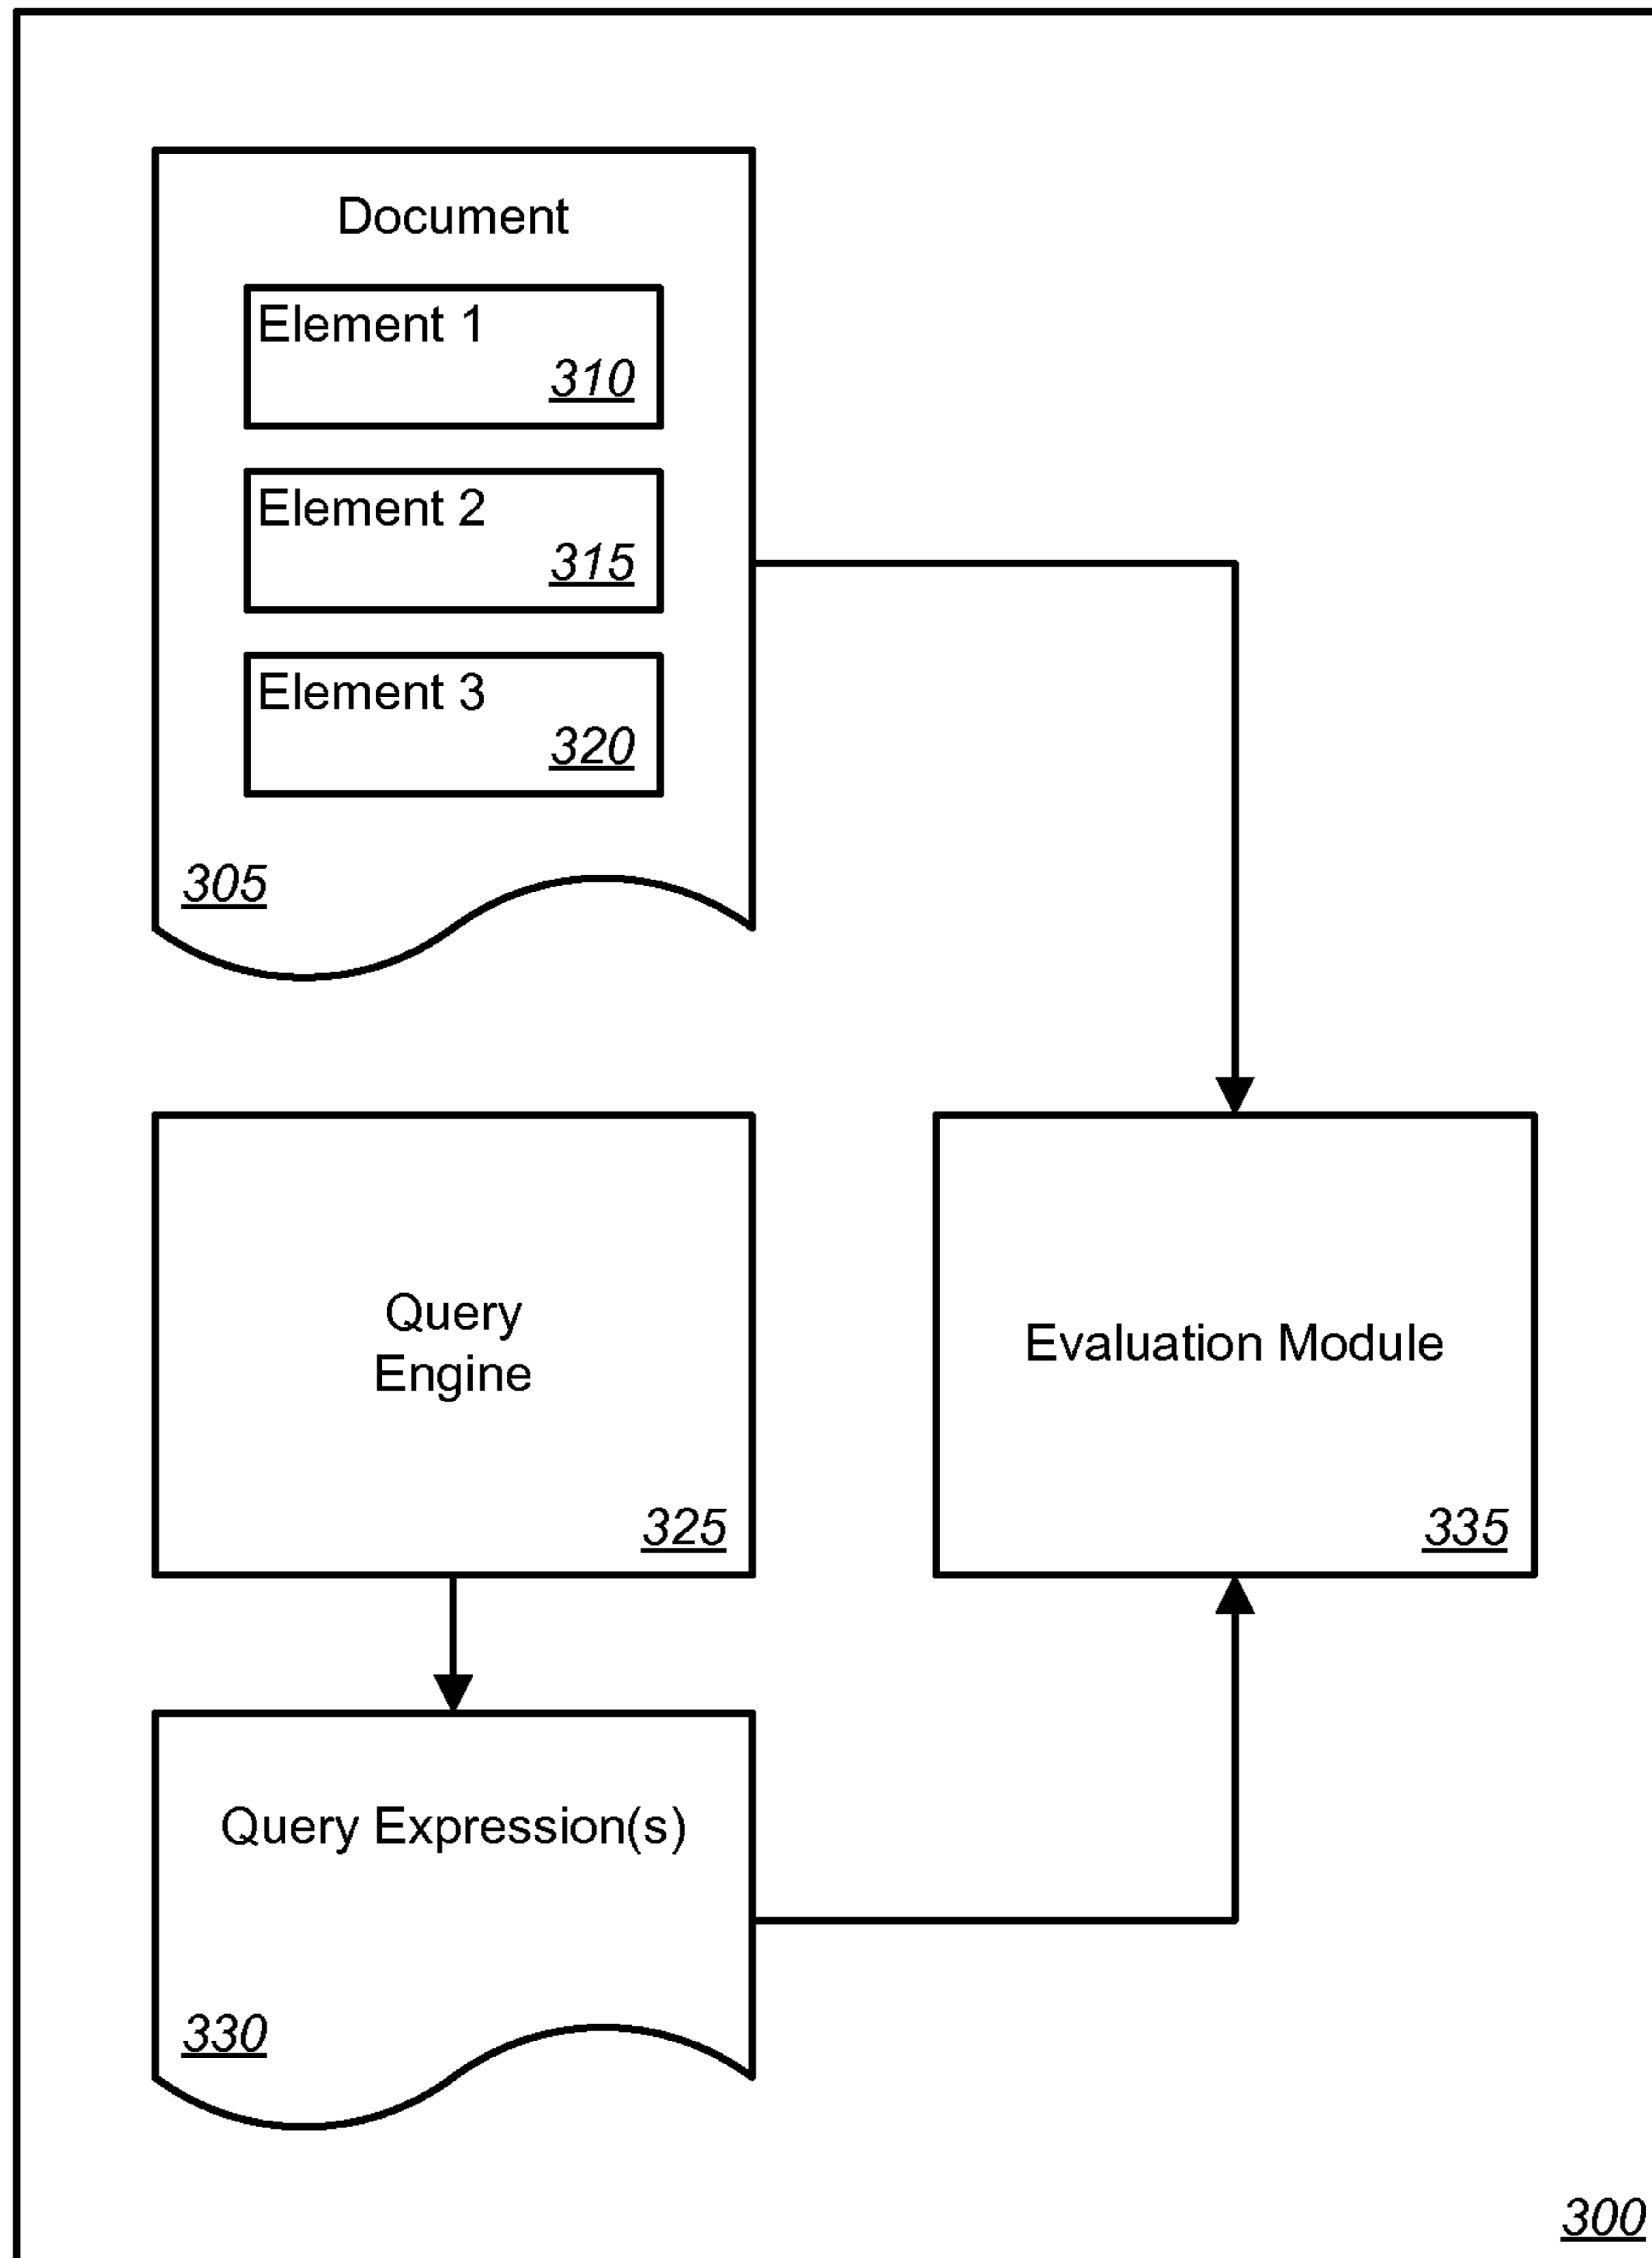 Document
Element 1
310
Element 2
315
Element 3
320
305
Query
Engine
325
Evaluation Module
335
Query Expression(s)
330
300